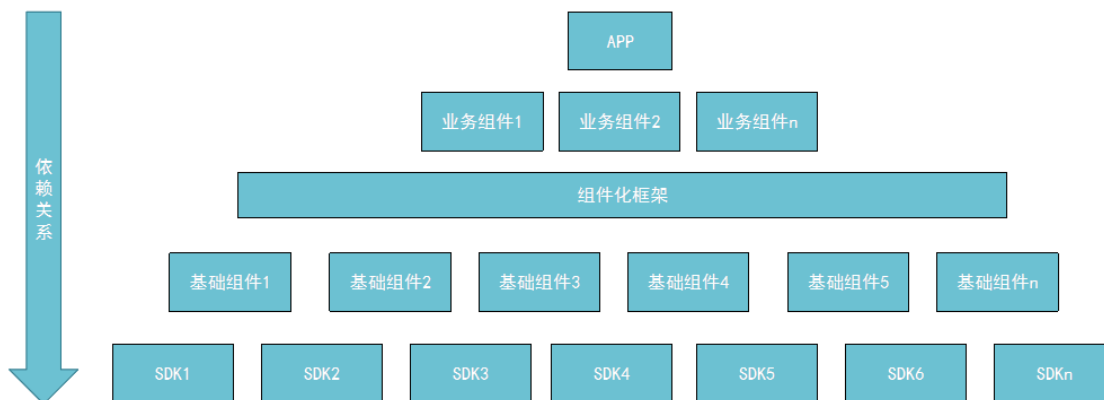 APP
业务组件1
业务组件2
业务组件n
依赖关系
组件化框架
基础组件1
基础组件2
基础组件3
基础组件4
基础组件5
基础组件n
SDK1
SDK2
SDK3
SDK4
SDK5
SDK6
SDKn